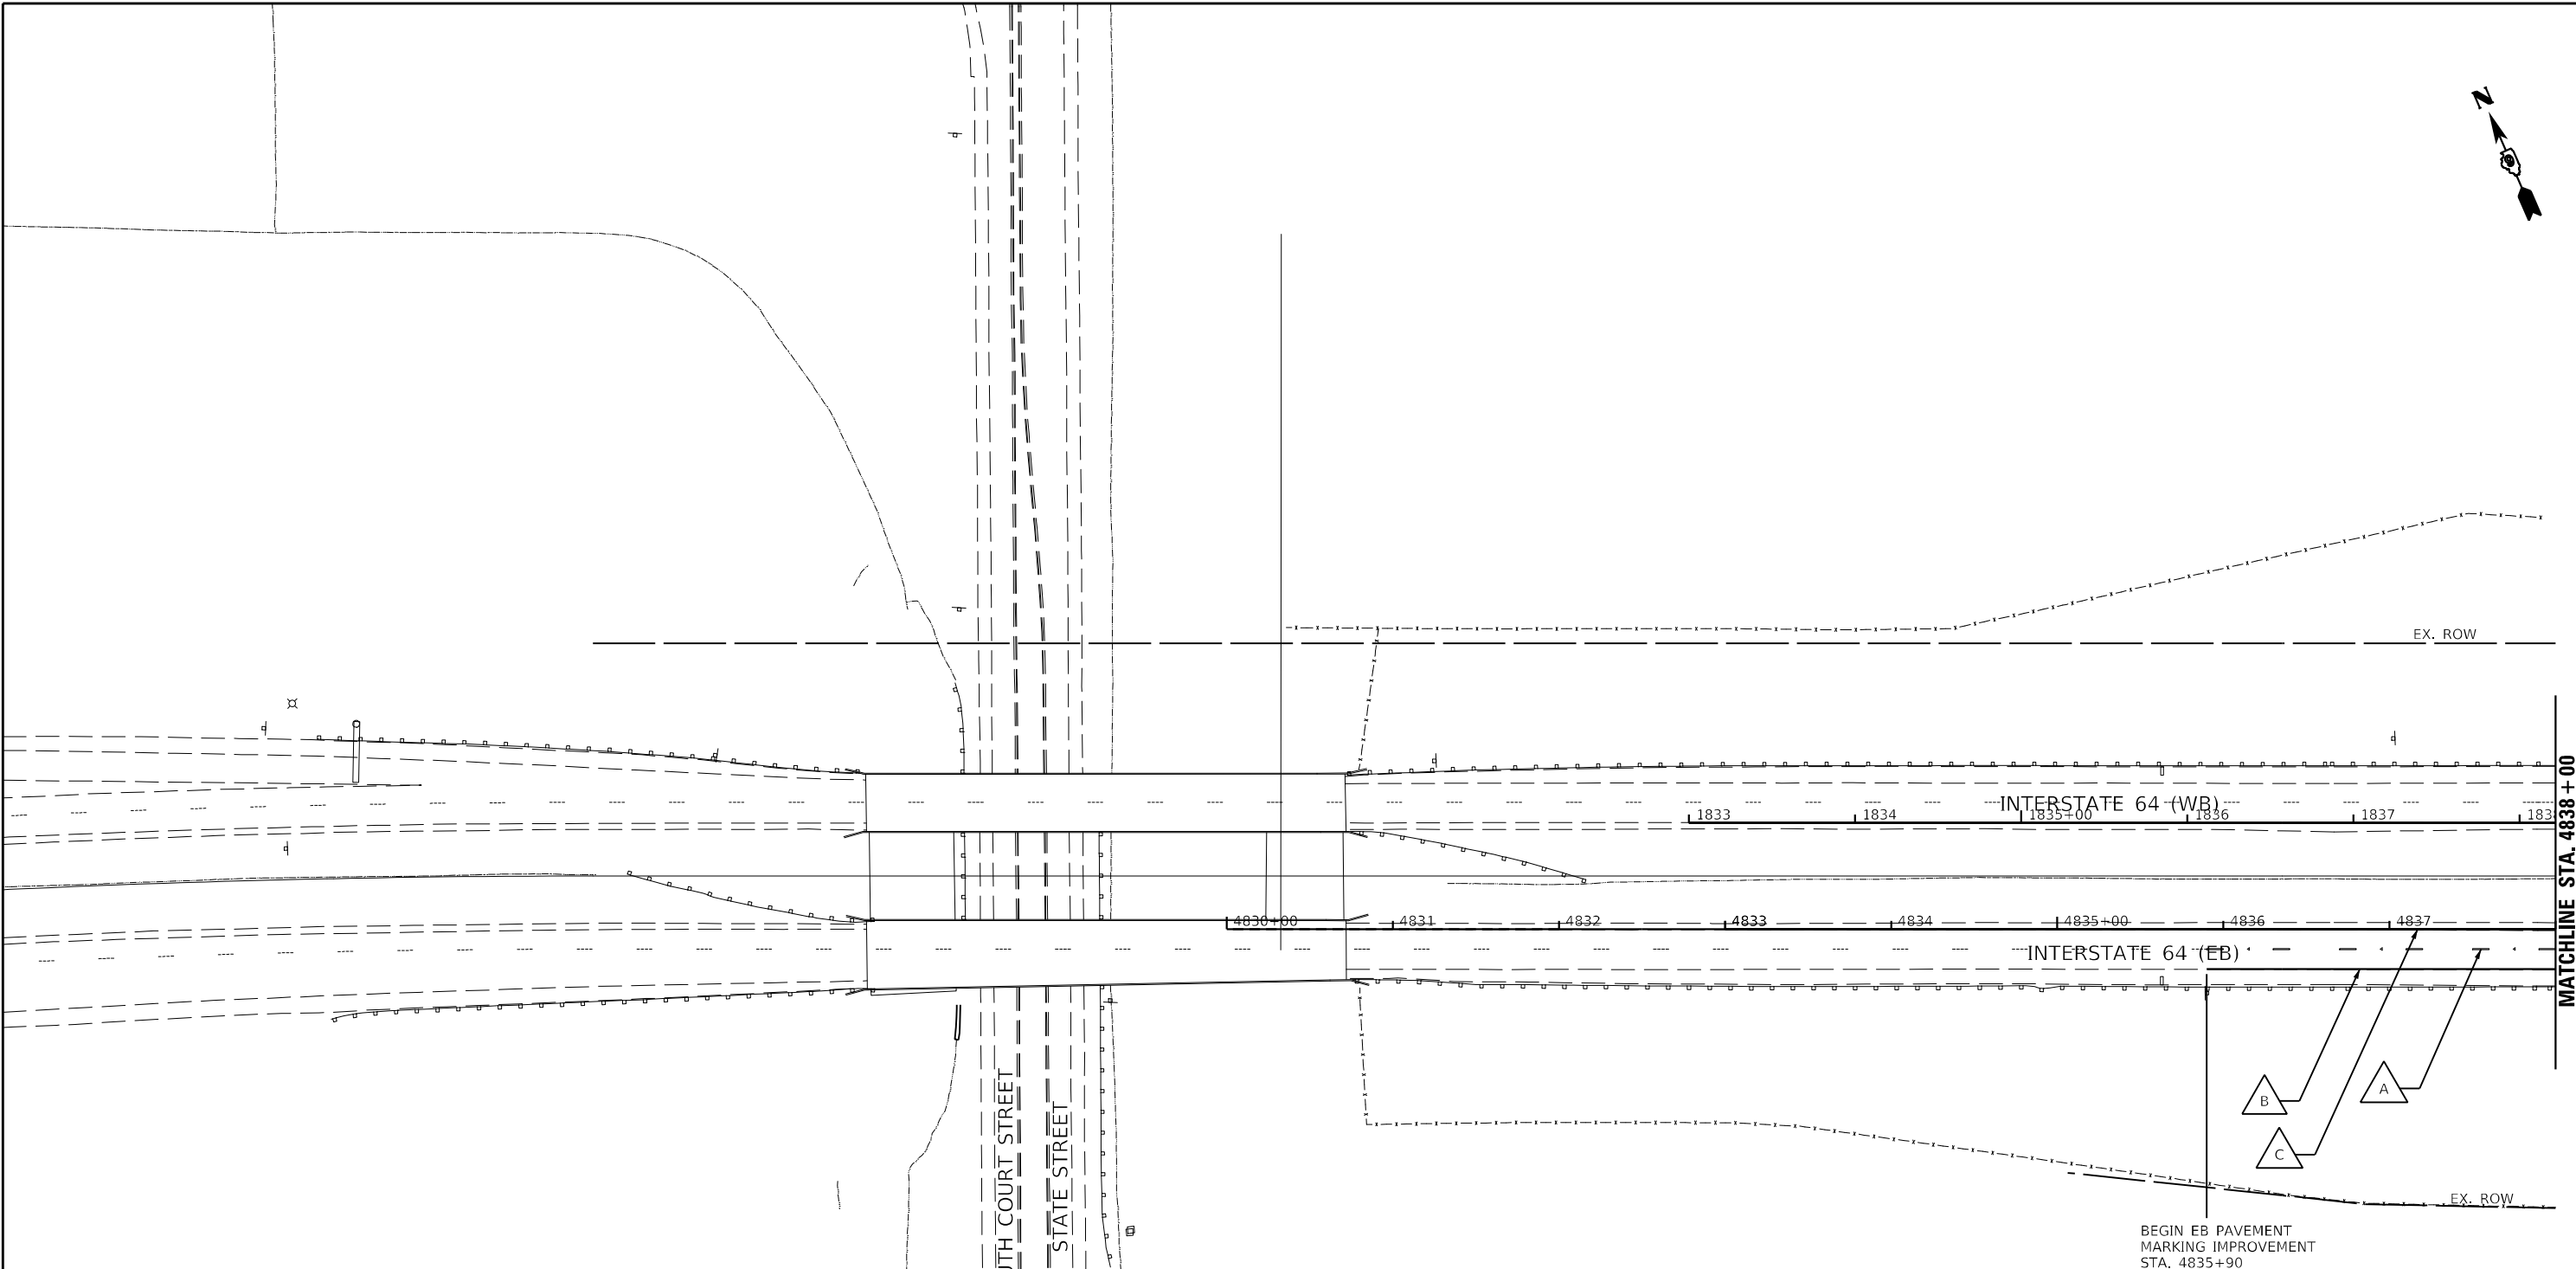 N
EX. ROW
INTERSTATE 64 (WB)
1833
1834
1835+00
1836
1837
183
MATCHLINE STA. 4838+00
4830+00
4831
4832
4833
4834
4835+00
4836
4837
INTERSTATE 64 (EB)
B
A
C
UTH COURT STREET
STATE STREET
EX. ROW
BEGIN EB PAVEMENT
MARKING IMPROVEMENT
STA. 4835+90